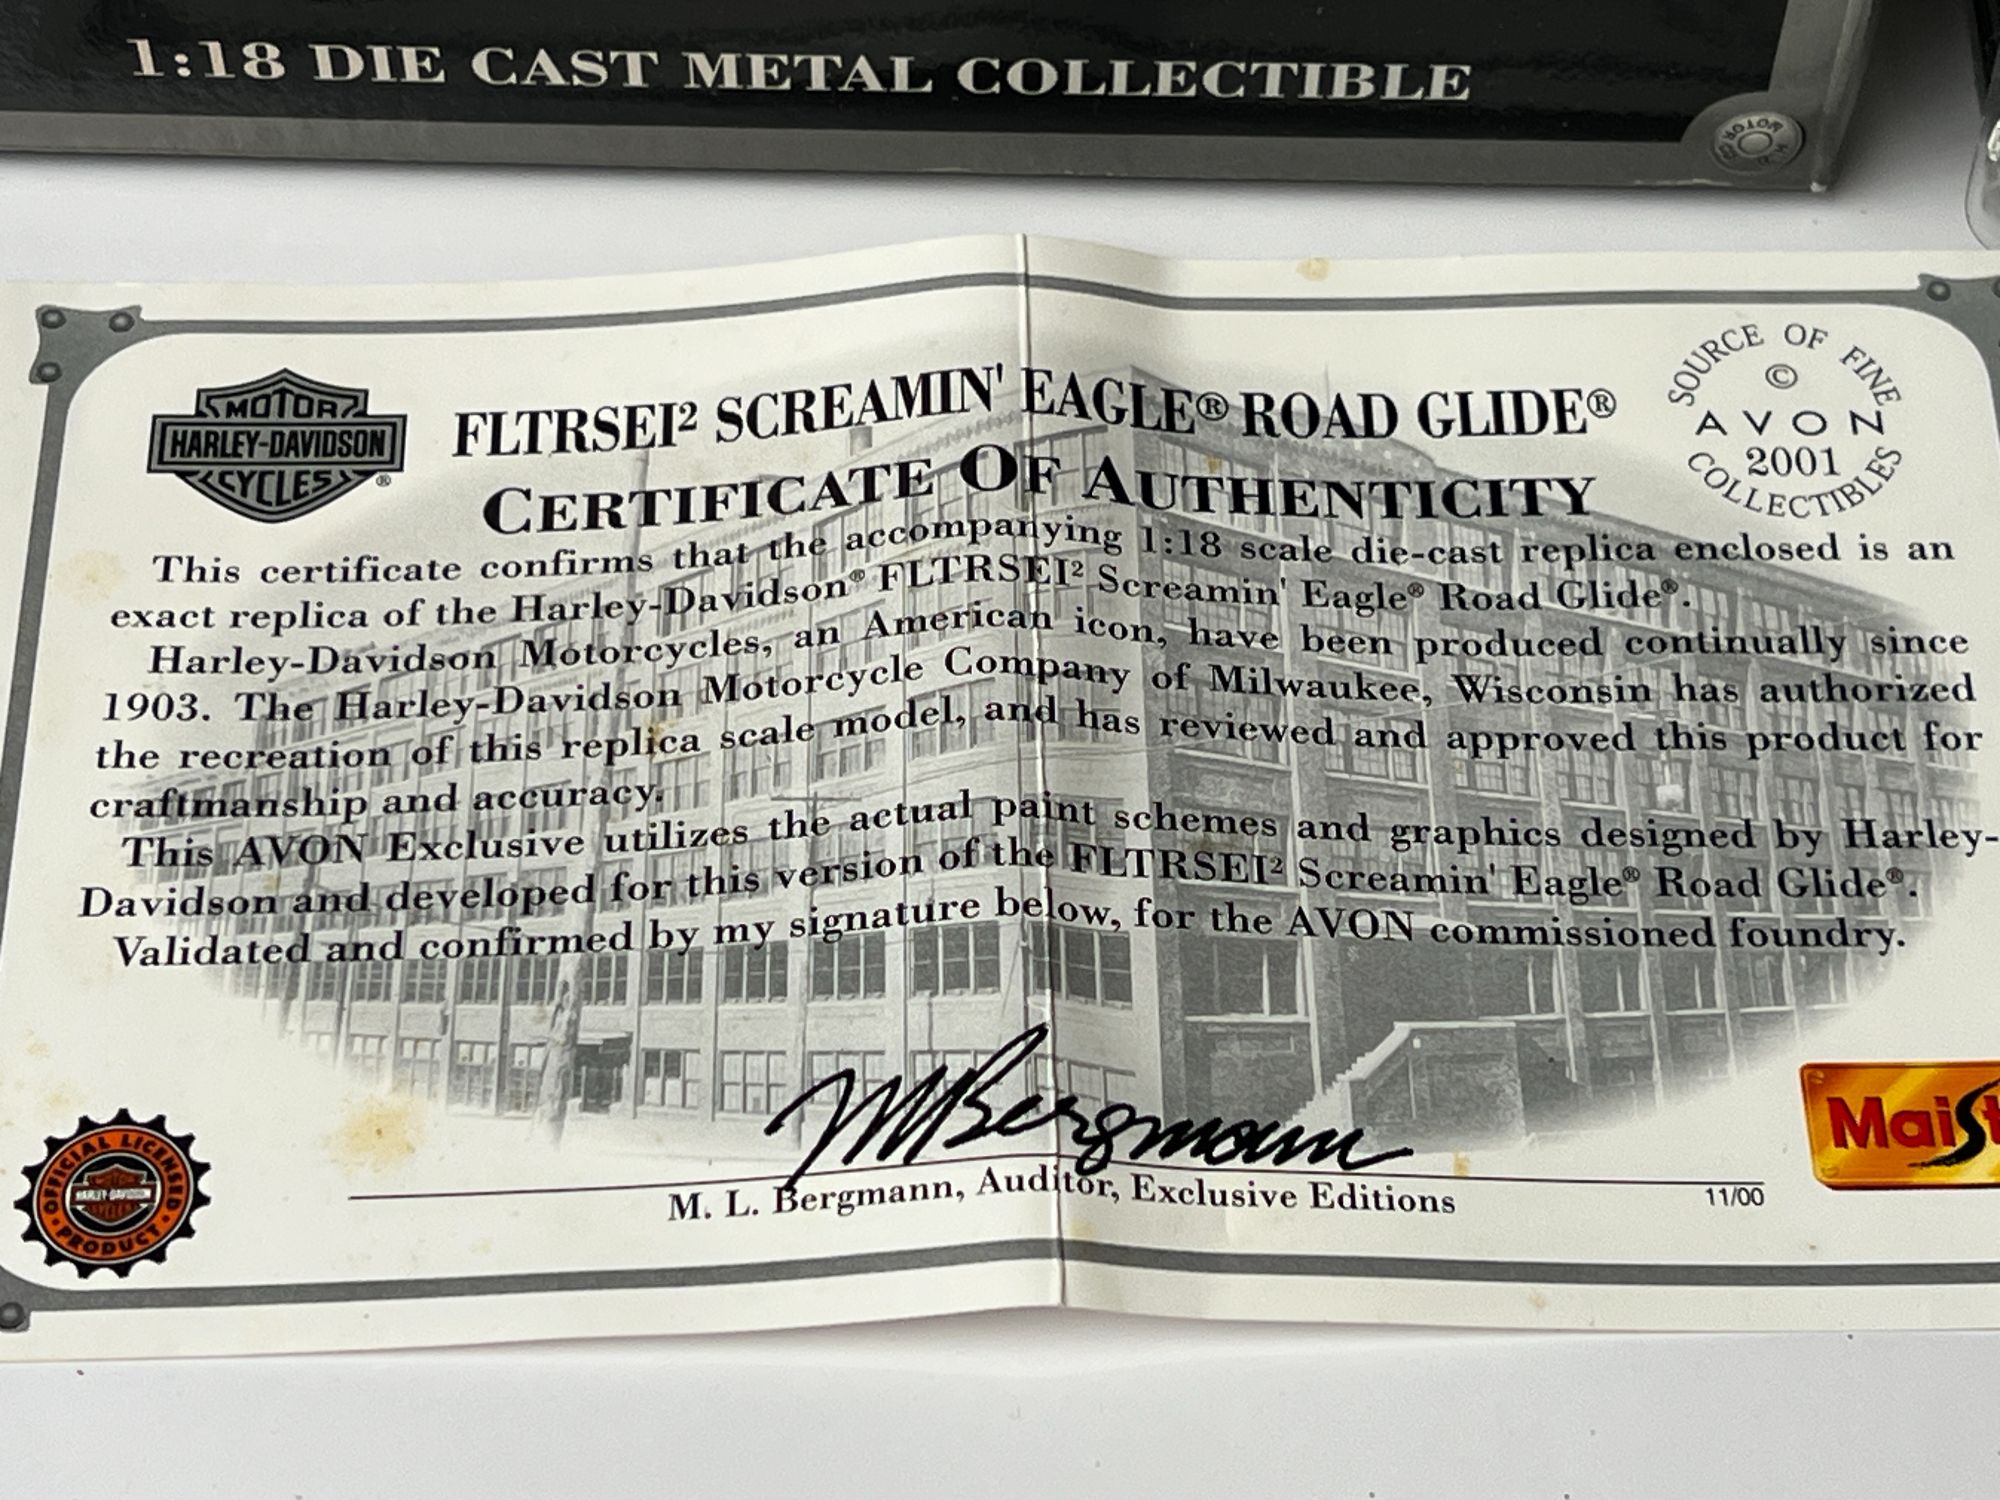 1:18 DIE CAST METAL COLLECTIBLE
MOTOR
HARLEY-DAVIDSON
CYCLES®
FLTRSEI² SCREAMIN' EAGLE® ROAD GLIDE®
CERTIFICATE OF AUTHENTICITY
SOURCE OF FINE
©
AVON
2001
COLLECTIBLES
This certificate confirms that the accompanying 1:18 scale die-cast replica enclosed is an
exact replica of the Harley-Davidson® FLTRSEI² Screamin' Eagle® Road Glide®.
Harley-Davidson Motorcycles, an American icon, have been produced continually since
1903. The Harley-Davidson Motorcycle Company of Milwaukee, Wisconsin has authorized
the recreation of this replica scale model, and has reviewed and approved this product for
craftmanship and accuracy.
This AVON Exclusive utilizes the actual paint schemes and graphics designed by Harley-
Davidson and developed for this version of the FLTRSEI² Screamin' Eagle® Road Glide®.
Validated and confirmed by my signature below, for the AVON commissioned foundry.
M Bergmann
M. L. Bergmann, Auditor, Exclusive Editions
11/00
OFFICIAL LICENSED
HARLEY-DAVIDSON
PRODUCT
Maist